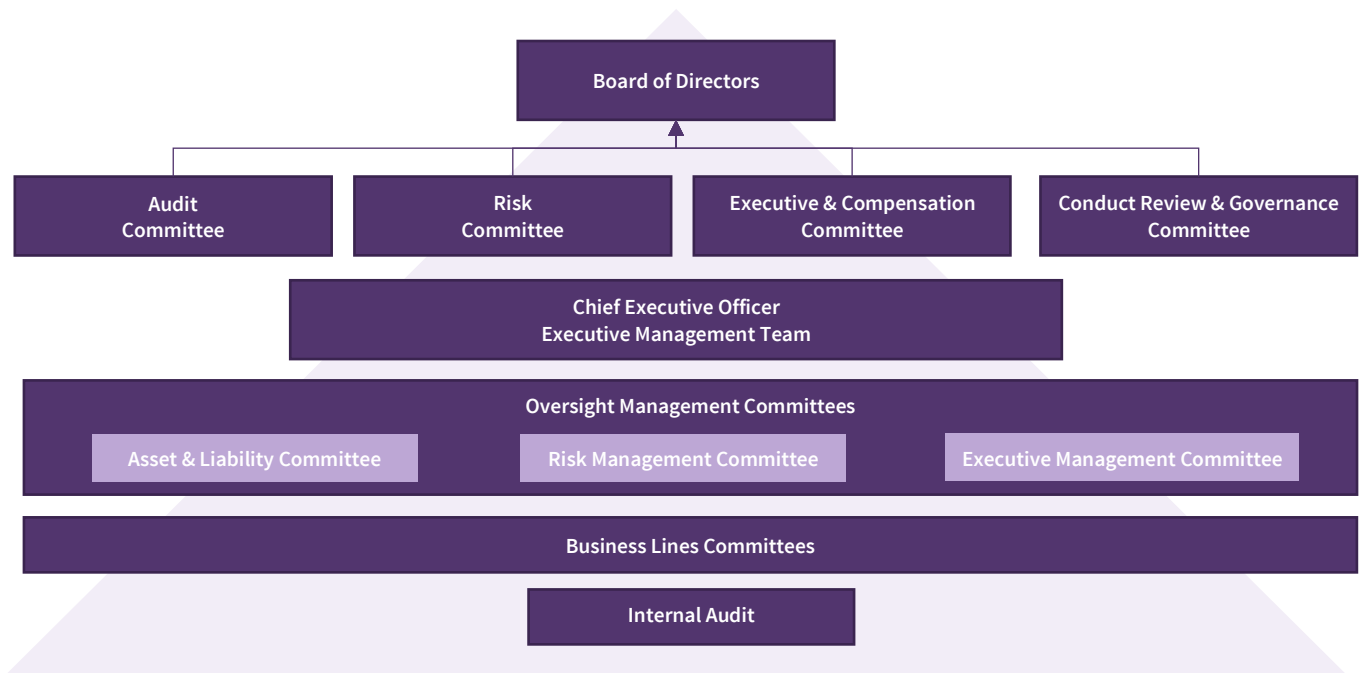 Board of Directors
Audit
Committee
Risk
Committee
Executive & Compensation
Committee
Conduct Review & Governance
Committee
Chief Executive Officer
Executive Management Team
Oversight Management Committees
Asset & Liability Committee
Risk Management Committee
Executive Management Committee
Business Lines Committees
Internal Audit